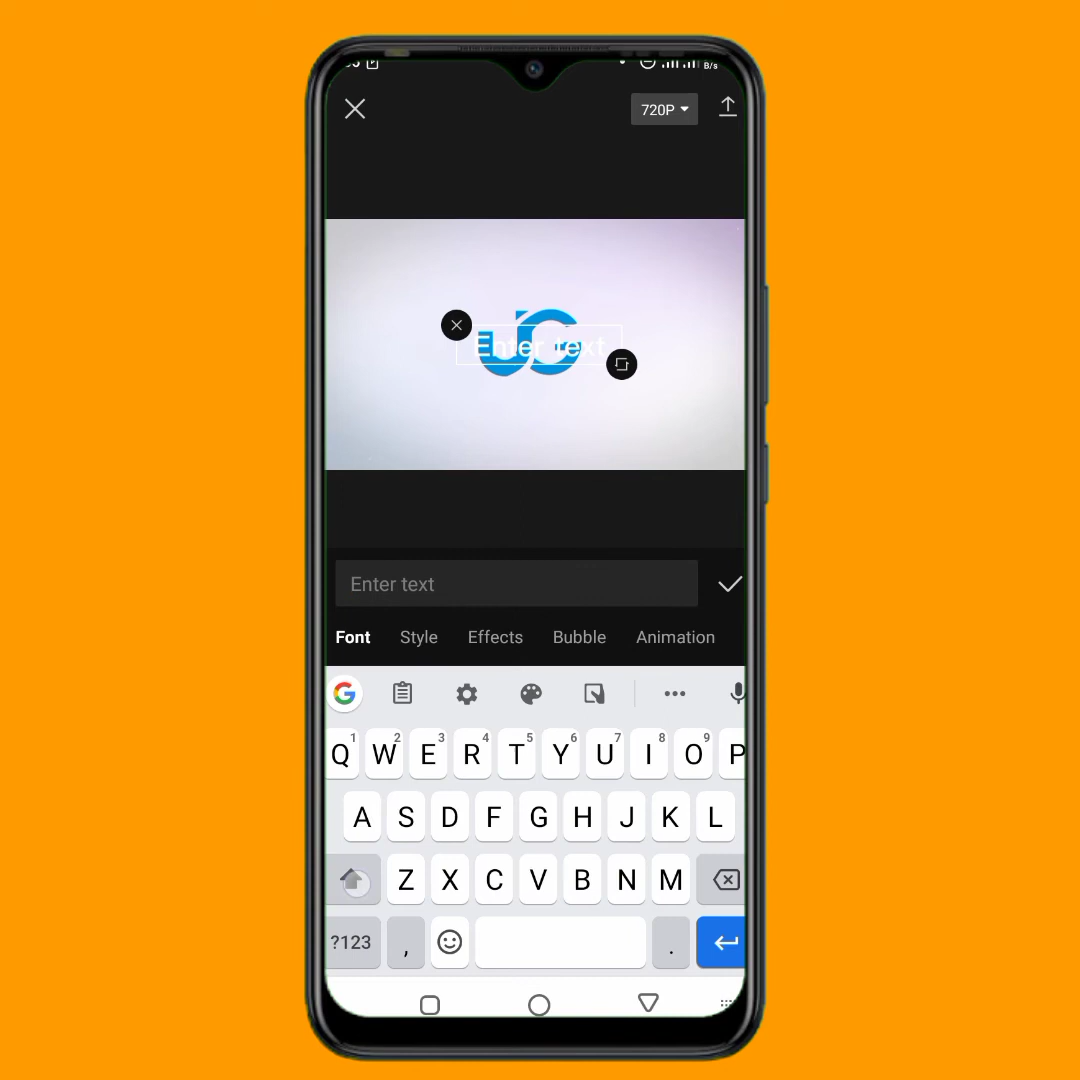 B/s
720P
UG
Enter text
Enter text
Font Style Effects Bubble Animation
1 2 3 4 5 6 7 8 9
Q W E R T Y U I O P
A S D F G H J K L
Z X C V B N M
?123 , .